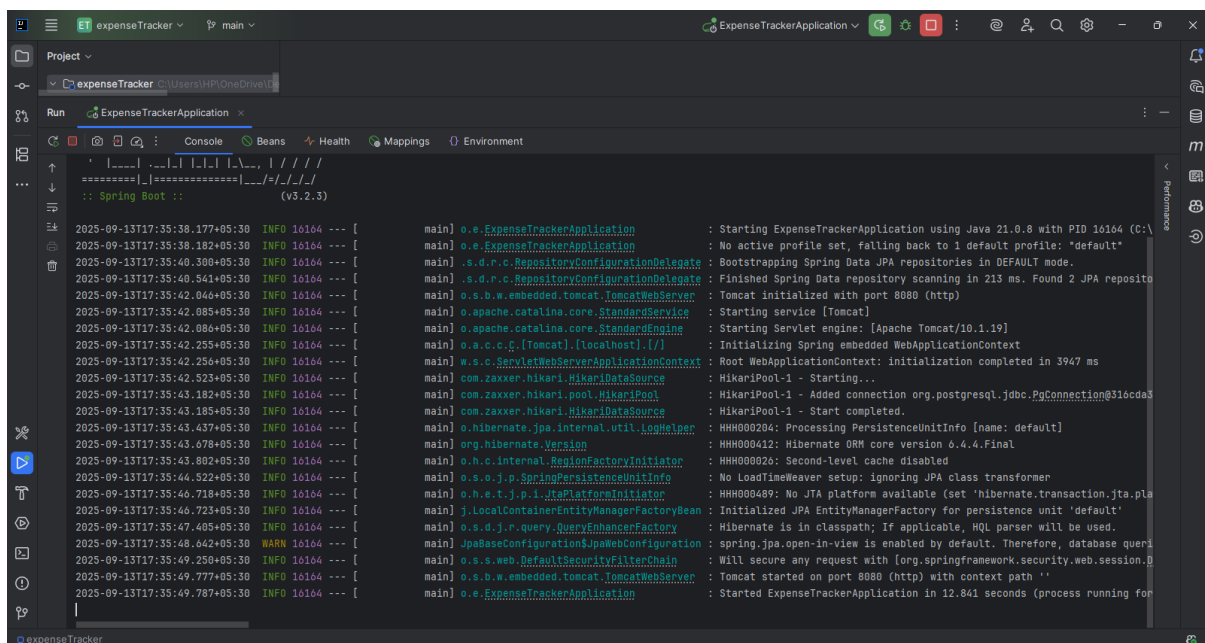 ET expenseTracker main ExpenseTrackerApplication
Project
expenseTracker C:\Users\HP\OneDrive\De
Run ExpenseTrackerApplication
Console Beans Health Mappings Environment
Performance
' |____| .__|_| |_|_| |_\__, | / / / /
=========|_|==============|___/=/_/_/_/
:: Spring Boot :: (v3.2.3)
2025-09-13T17:35:38.177+05:30 INFO 16164 --- [ main] o.e.ExpenseTrackerApplication : Starting ExpenseTrackerApplication using Java 21.0.8 with PID 16164 (C:\
2025-09-13T17:35:38.182+05:30 INFO 16164 --- [ main] o.e.ExpenseTrackerApplication : No active profile set, falling back to 1 default profile: "default"
2025-09-13T17:35:40.300+05:30 INFO 16164 --- [ main] .s.d.r.c.RepositoryConfigurationDelegate : Bootstrapping Spring Data JPA repositories in DEFAULT mode.
2025-09-13T17:35:40.541+05:30 INFO 16164 --- [ main] .s.d.r.c.RepositoryConfigurationDelegate : Finished Spring Data repository scanning in 213 ms. Found 2 JPA reposito
2025-09-13T17:35:42.046+05:30 INFO 16164 --- [ main] o.s.b.w.embedded.tomcat.TomcatWebServer : Tomcat initialized with port 8080 (http)
2025-09-13T17:35:42.085+05:30 INFO 16164 --- [ main] o.apache.catalina.core.StandardService : Starting service [Tomcat]
2025-09-13T17:35:42.086+05:30 INFO 16164 --- [ main] o.apache.catalina.core.StandardEngine : Starting Servlet engine: [Apache Tomcat/10.1.19]
2025-09-13T17:35:42.255+05:30 INFO 16164 --- [ main] o.a.c.c.C.[Tomcat].[localhost].[/] : Initializing Spring embedded WebApplicationContext
2025-09-13T17:35:42.256+05:30 INFO 16164 --- [ main] w.s.c.ServletWebServerApplicationContext : Root WebApplicationContext: initialization completed in 3947 ms
2025-09-13T17:35:42.523+05:30 INFO 16164 --- [ main] com.zaxxer.hikari.HikariDataSource : HikariPool-1 - Starting...
2025-09-13T17:35:43.182+05:30 INFO 16164 --- [ main] com.zaxxer.hikari.pool.HikariPool : HikariPool-1 - Added connection org.postgresql.jdbc.PgConnection@316cda3
2025-09-13T17:35:43.185+05:30 INFO 16164 --- [ main] com.zaxxer.hikari.HikariDataSource : HikariPool-1 - Start completed.
2025-09-13T17:35:43.437+05:30 INFO 16164 --- [ main] o.hibernate.jpa.internal.util.LogHelper : HHH000204: Processing PersistenceUnitInfo [name: default]
2025-09-13T17:35:43.678+05:30 INFO 16164 --- [ main] org.hibernate.Version : HHH000412: Hibernate ORM core version 6.4.4.Final
2025-09-13T17:35:43.802+05:30 INFO 16164 --- [ main] o.h.c.internal.RegionFactoryInitiator : HHH000026: Second-level cache disabled
2025-09-13T17:35:44.522+05:30 INFO 16164 --- [ main] o.s.o.j.p.SpringPersistenceUnitInfo : No LoadTimeWeaver setup: ignoring JPA class transformer
2025-09-13T17:35:46.718+05:30 INFO 16164 --- [ main] o.h.e.t.j.p.i.JtaPlatformInitiator : HHH000489: No JTA platform available (set 'hibernate.transaction.jta.pla
2025-09-13T17:35:46.723+05:30 INFO 16164 --- [ main] j.LocalContainerEntityManagerFactoryBean : Initialized JPA EntityManagerFactory for persistence unit 'default'
2025-09-13T17:35:47.405+05:30 INFO 16164 --- [ main] o.s.d.j.r.query.QueryEnhancerFactory : Hibernate is in classpath; If applicable, HQL parser will be used.
2025-09-13T17:35:48.642+05:30 WARN 16164 --- [ main] JpaBaseConfiguration$JpaWebConfiguration : spring.jpa.open-in-view is enabled by default. Therefore, database queri
2025-09-13T17:35:49.250+05:30 INFO 16164 --- [ main] o.s.s.web.DefaultSecurityFilterChain : Will secure any request with [org.springframework.security.web.session.D
2025-09-13T17:35:49.777+05:30 INFO 16164 --- [ main] o.s.b.w.embedded.tomcat.TomcatWebServer : Tomcat started on port 8080 (http) with context path ''
2025-09-13T17:35:49.787+05:30 INFO 16164 --- [ main] o.e.ExpenseTrackerApplication : Started ExpenseTrackerApplication in 12.841 seconds (process running for
expenseTracker